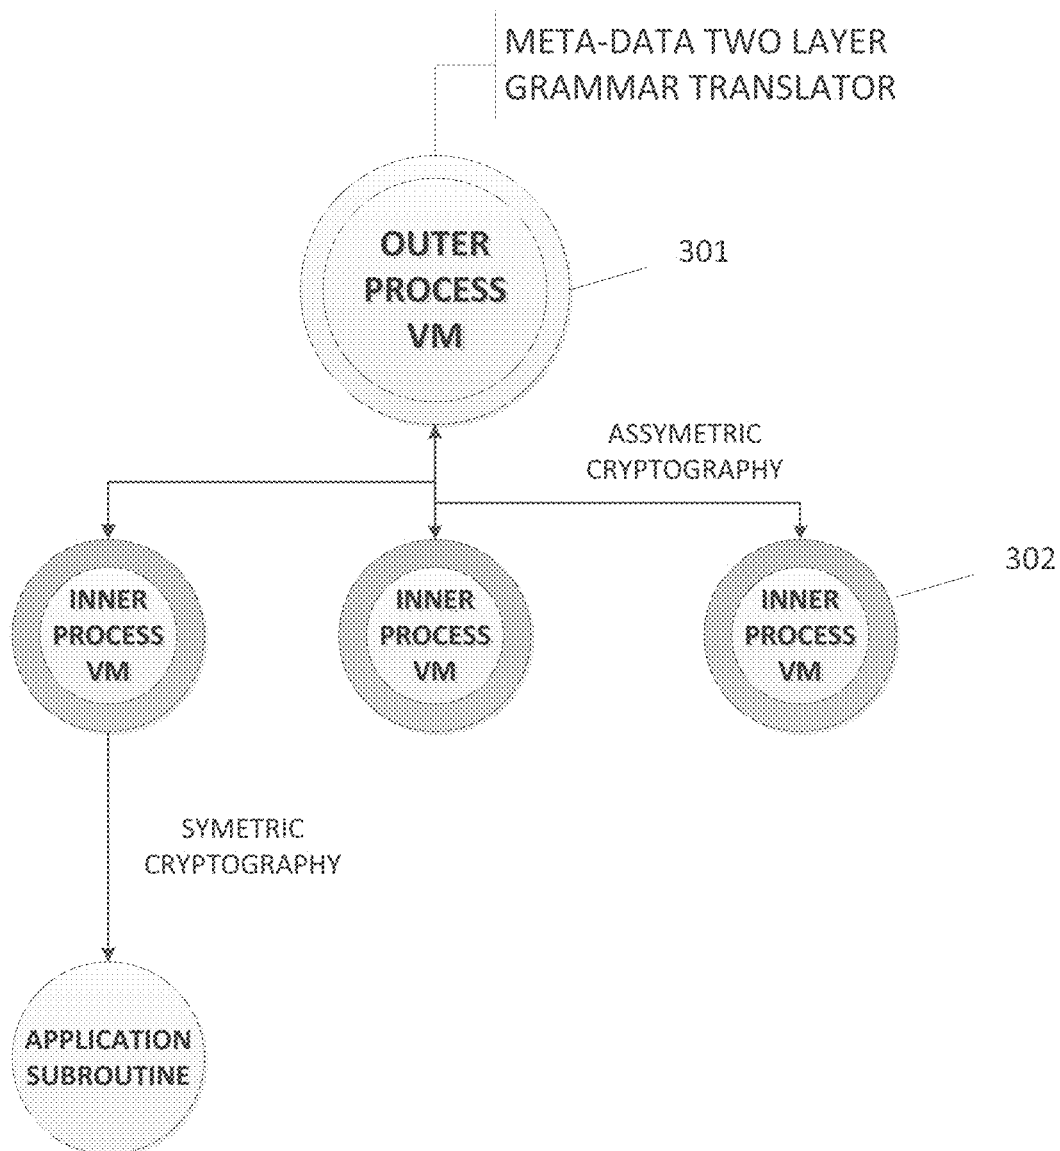 META-DATA TWO LAYER
GRAMMAR TRANSLATOR
OUTER
PROCESS
VM
301
ASSYMETRIC
CRYPTOGRAPHY
302
INNER
PROCESS
VM
INNER
PROCESS
VM
INNER
PROCESS
VM
SYMETRIC
CRYPTOGRAPHY
APPLICATION
SUBROUTINE